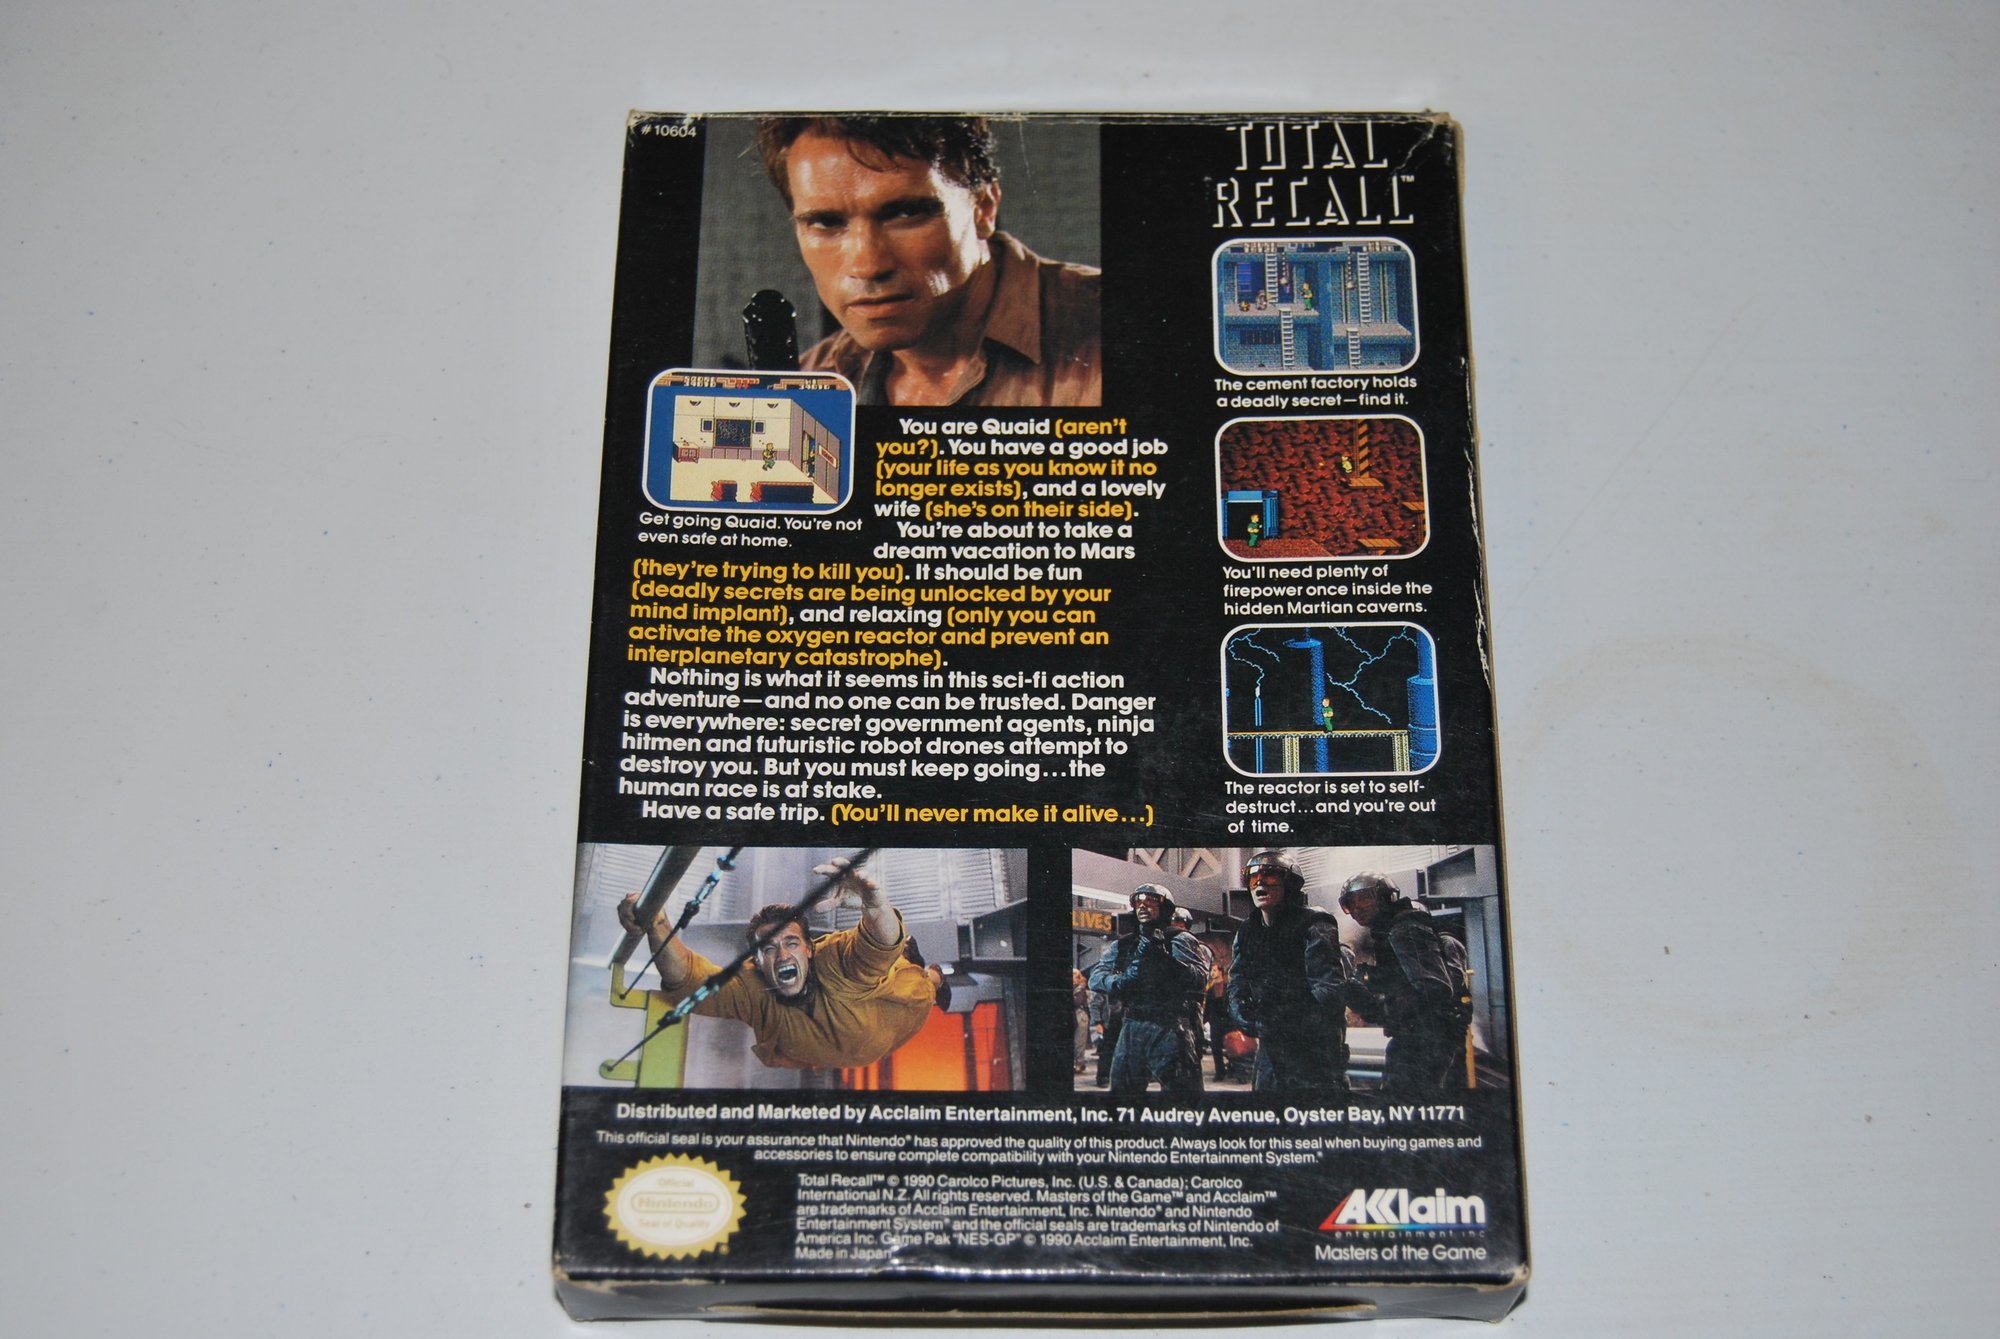 #10604
TOTAL
RECALL™
The cement factory holds
a deadly secret—find it.
Get going Quaid. You're not
even safe at home.
You are Quaid (aren't
you?). You have a good job
(your life as you know it no
longer exists), and a lovely
wife (she's on their side).
You're about to take a
dream vacation to Mars
(they're trying to kill you). It should be fun
(deadly secrets are being unlocked by your
mind implant), and relaxing (only you can
activate the oxygen reactor and prevent an
interplanetary catastrophe).
Nothing is what it seems in this sci-fi action
adventure—and no one can be trusted. Danger
is everywhere: secret government agents, ninja
hitmen and futuristic robot drones attempt to
destroy you. But you must keep going...the
human race is at stake.
Have a safe trip. (You'll never make it alive...)
You'll need plenty of
firepower once inside the
hidden Martian caverns.
The reactor is set to self-
destruct...and you're out
of time.
LIVES
Distributed and Marketed by Acclaim Entertainment, Inc. 71 Audrey Avenue, Oyster Bay, NY 11771
This official seal is your assurance that Nintendo® has approved the quality of this product. Always look for this seal when buying games and
accessories to ensure complete compatibility with your Nintendo Entertainment System.®
Official
Nintendo
Seal of Quality
Total Recall™ © 1990 Carolco Pictures, Inc. (U.S. & Canada); Carolco
International N.Z. All rights reserved. Masters of the Game™ and Acclaim™
are trademarks of Acclaim Entertainment, Inc. Nintendo® and Nintendo
Entertainment System® and the official seals are trademarks of Nintendo of
America Inc. Game Pak "NES-GP" © 1990 Acclaim Entertainment, Inc.
Made in Japan
AKKlaim
entertainment inc
Masters of the Game